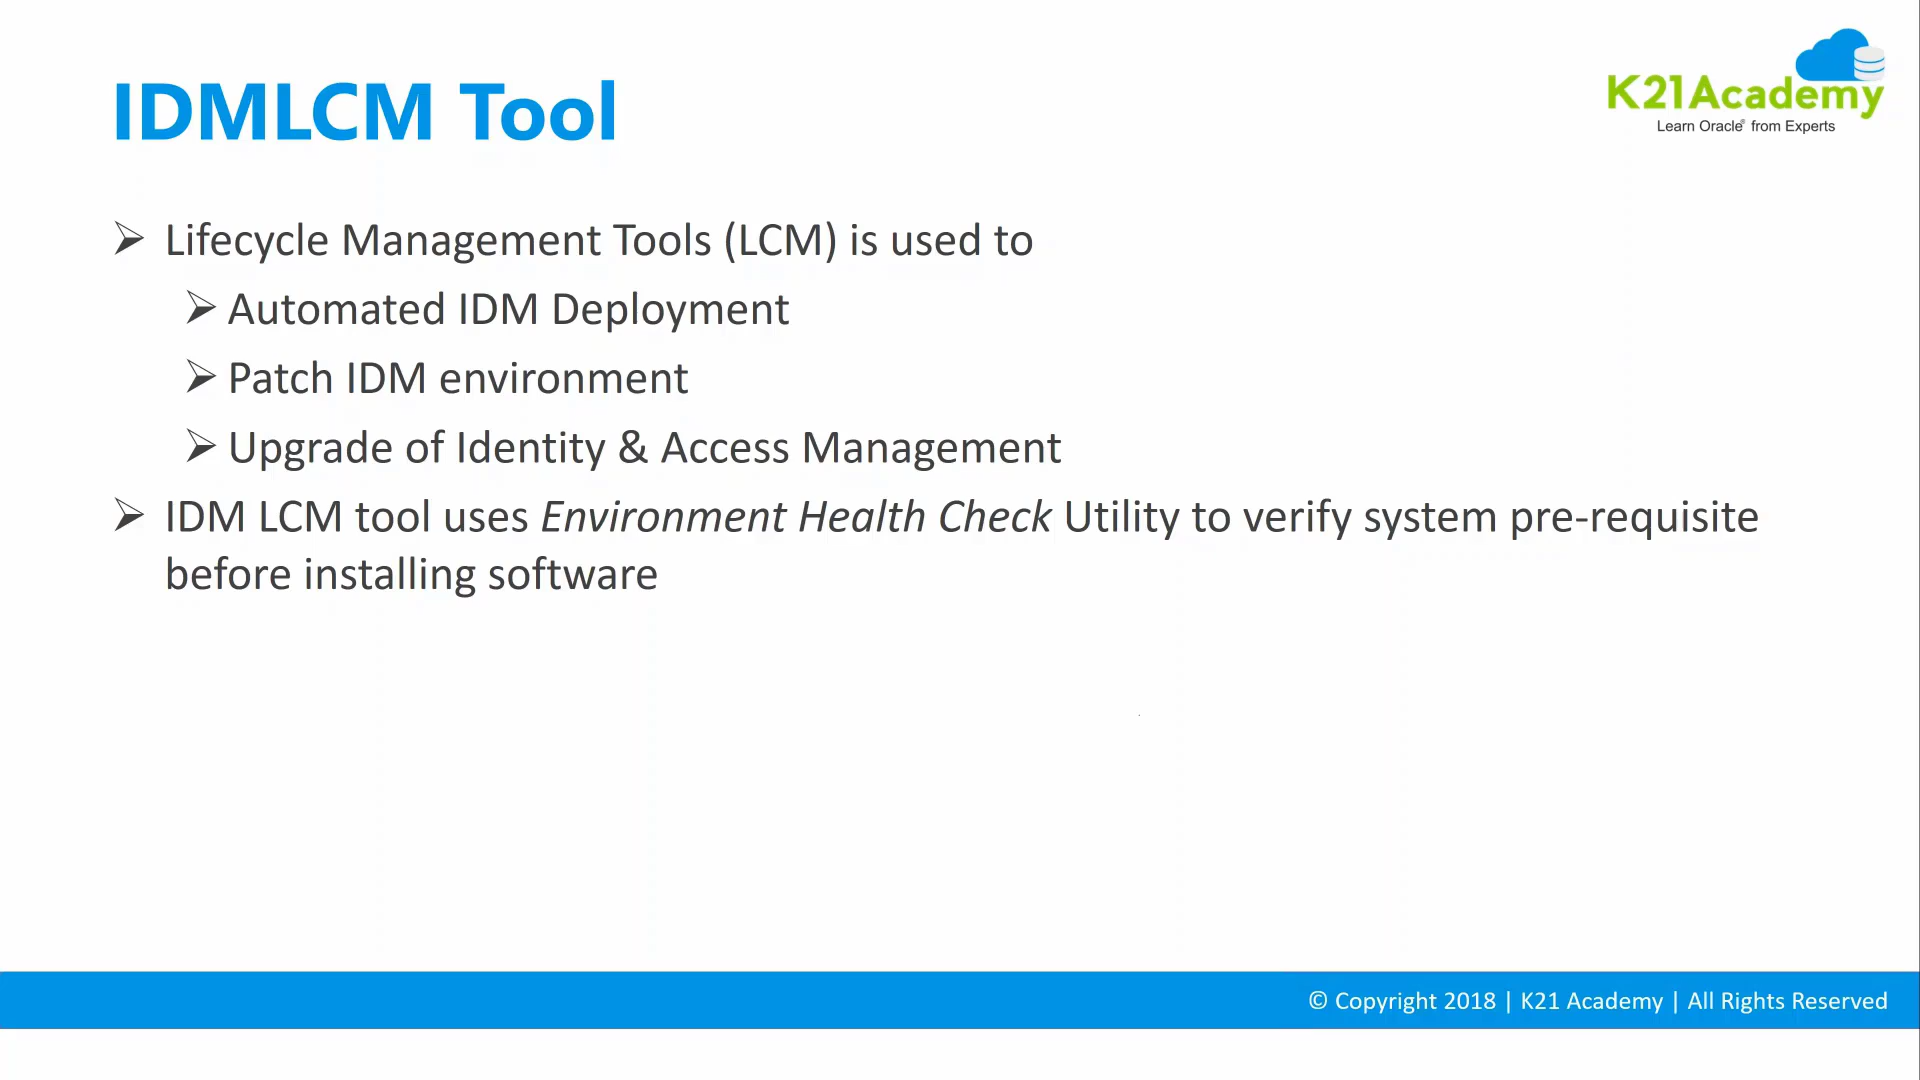 IDMLCM Tool
K21Academy
Learn Oracle® from Experts
➢ Lifecycle Management Tools (LCM) is used to
➢ Automated IDM Deployment
➢ Patch IDM environment
➢ Upgrade of Identity & Access Management
➢ IDM LCM tool uses Environment Health Check Utility to verify system pre-requisite
before installing software
© Copyright 2018 | K21 Academy | All Rights Reserved